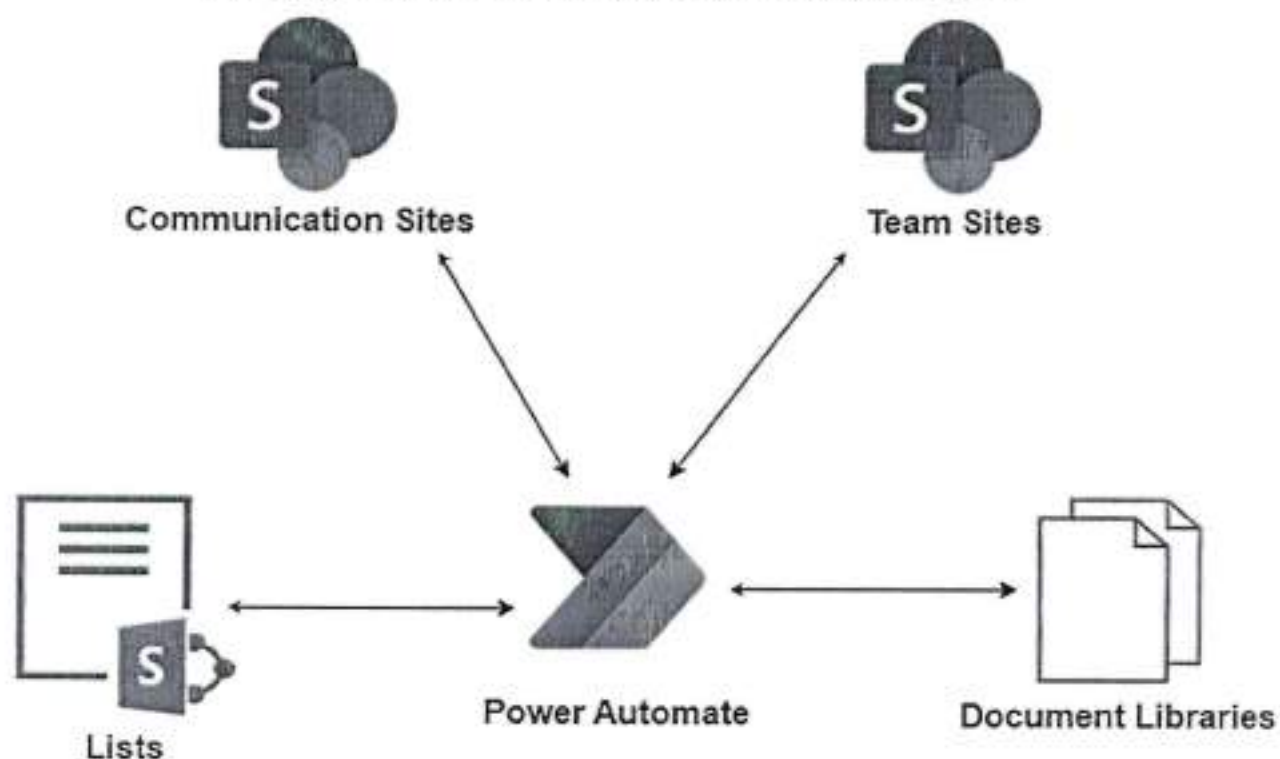 S
S
Communication Sites
Team Sites
S
Power Automate
Document Libraries
Lists